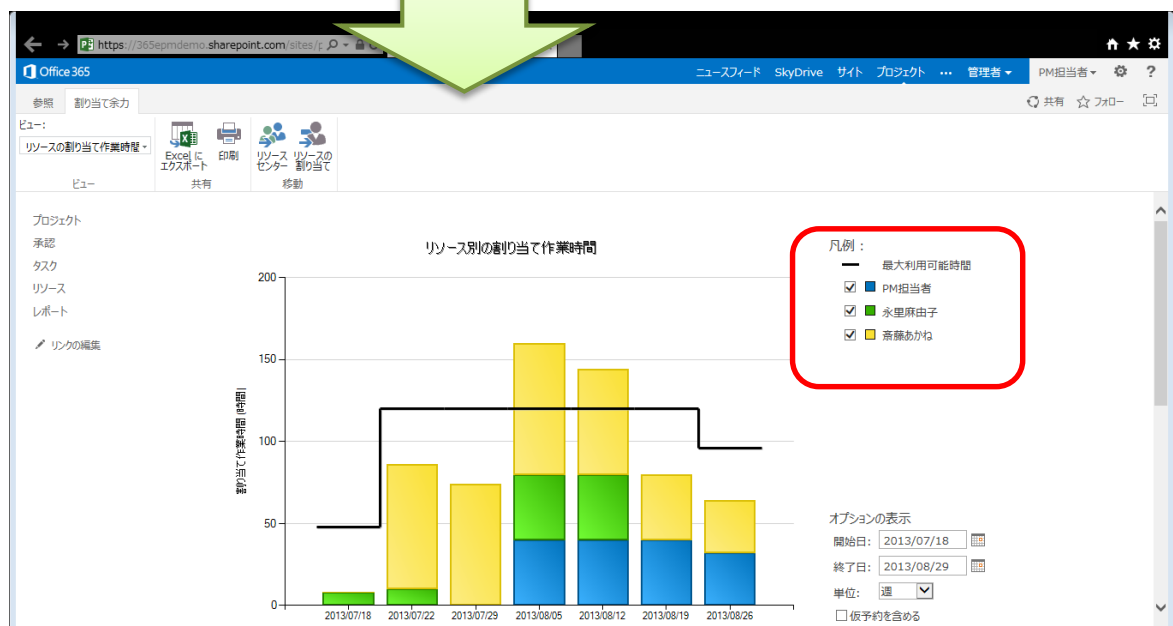 https://365epmdemo.sharepoint.com/sites/p
Office 365
ニュースフィード SkyDrive サイト プロジェクト ••• 管理者 PM担当者 ?
参照 割り当て余力
共有 フォロー
ビュー:
リソースの割り当て作業時間
Excel に
エクスポート
印刷
リソース
センター
リソースの
割り当て
ビュー 共有 移動
プロジェクト
承認
タスク
リソース
レポート
リンクの編集
リソース別の割り当て作業時間
凡例:
最大利用可能時間
PM担当者
永里麻由子
斎藤あかね
割り当て作業時間 (時間)
200
150
100
50
0
2013/07/18 2013/07/22 2013/07/29 2013/08/05 2013/08/12 2013/08/19 2013/08/26
オプションの表示
開始日: 2013/07/18
終了日: 2013/08/29
単位: 週
仮予約を含める